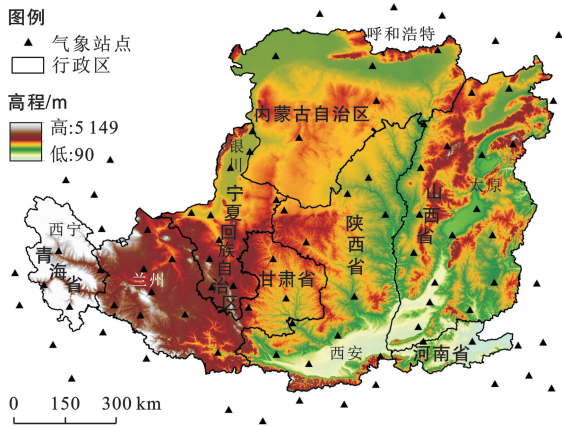 图例
气象站点
行政区
高程/m
高:5 149
低:90
呼和浩特
内蒙古自治区
银川
宁夏回族自治区
陕西省
山西省
太原
西宁
青海省
兰州
甘肃省
西安
河南省
0 150 300 km